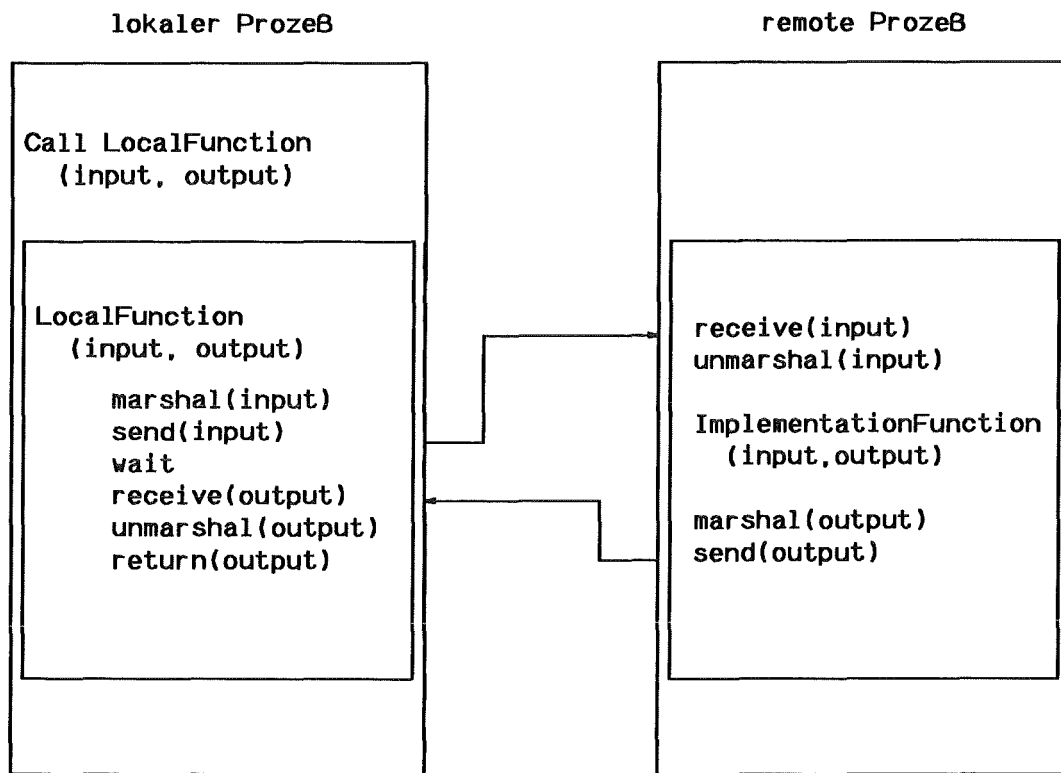 lokaler Prozeß
remote Prozeß
Call LocalFunction
(input, output)
LocalFunction
(input, output)
marshal(input)
send(input)
wait
receive(output)
unmarshal(output)
return(output)
receive(input)
unmarshal(input)
ImplementationFunction
(input,output)
marshal(output)
send(output)